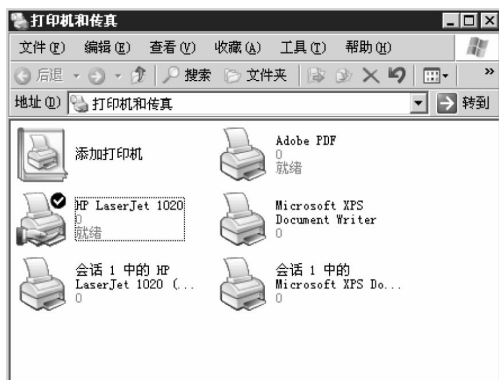 打印机和传真
文件(F) 编辑(E) 查看(V) 收藏(A) 工具(T) 帮助(H)
后退 搜索 文件夹 »
地址(D) 打印机和传真 转到
添加打印机
Adobe PDF
0
就绪
HP LaserJet 1020
0
就绪
Microsoft XPS
Document Writer
0
会话 1 中的 HP
LaserJet 1020 (...
0
会话 1 中的
Microsoft XPS Do...
0